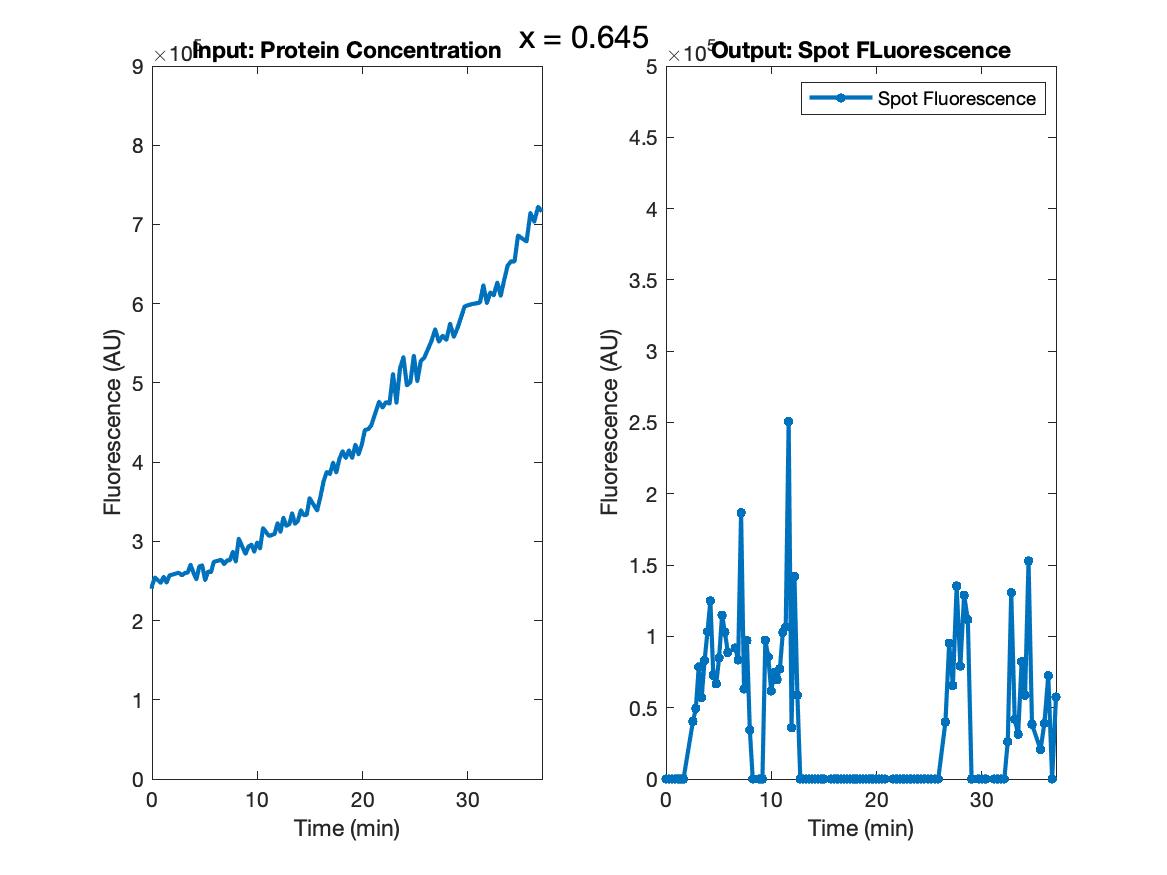 x = 0.645
×10⁵
Input: Protein Concentration
9
8
7
6
5
4
3
2
1
0
Fluorescence (AU)
0 10 20 30
Time (min)
×10⁵
Output: Spot FLuorescence
Spot Fluorescence
5
4.5
4
3.5
3
2.5
2
1.5
1
0.5
0
Fluorescence (AU)
0 10 20 30
Time (min)